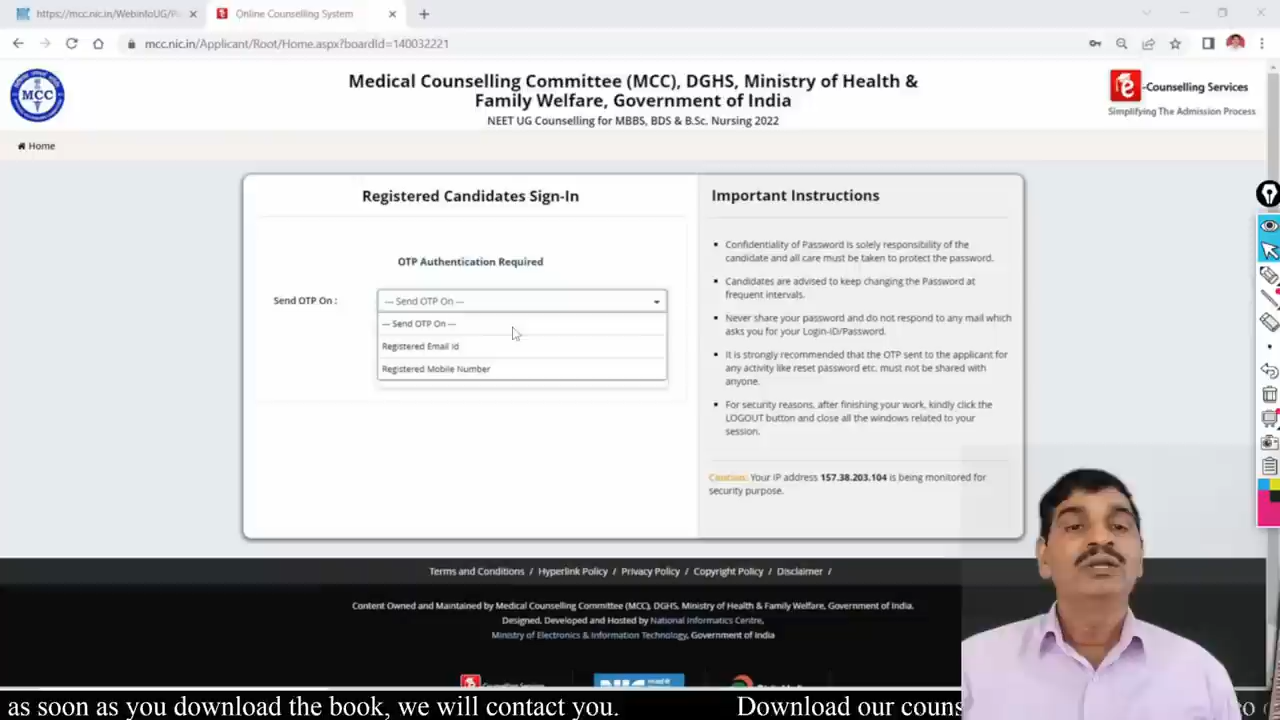 https://mcc.nic.in/WebinfoUG/P
Online Counselling System
mcc.nic.in/Applicant/Root/Home.aspx?boardId=140032221
MCC
Medical Counselling Committee (MCC), DGHS, Ministry of Health &
Family Welfare, Government of India
NEET UG Counselling for MBBS, BDS & B.Sc. Nursing 2022
-Counselling Services
Simplifying The Admission Process
Home
Registered Candidates Sign-In
OTP Authentication Required
Send OTP On :
--- Send OTP On ---
--- Send OTP On ---
Registered Email Id
Registered Mobile Number
Important Instructions
Confidentiality of Password is solely responsibility of the
candidate and all care must be taken to protect the password.
Candidates are advised to keep changing the Password at
frequent intervals.
Never share your password and do not respond to any mail which
asks you for your Login-ID/Password.
It is strongly recommended that the OTP sent to the applicant for
any activity like reset password etc. must not be shared with
anyone.
For security reasons, after finishing your work, kindly click the
LOGOUT button and close all the windows related to your
session.
Caution: Your IP address 157.38.203.104 is being monitored for
security purpose.
Terms and Conditions / Hyperlink Policy / Privacy Policy / Copyright Policy / Disclaimer /
Content Owned and Maintained by Medical Counselling Committee (MCC), DGHS, Ministry of Health & Family Welfare, Government of India.
Designed, Developed and Hosted by National Informatics Centre,
Ministry of Electronics & Information Technology, Government of India
as soon as you download the book, we will contact you. Download our couns